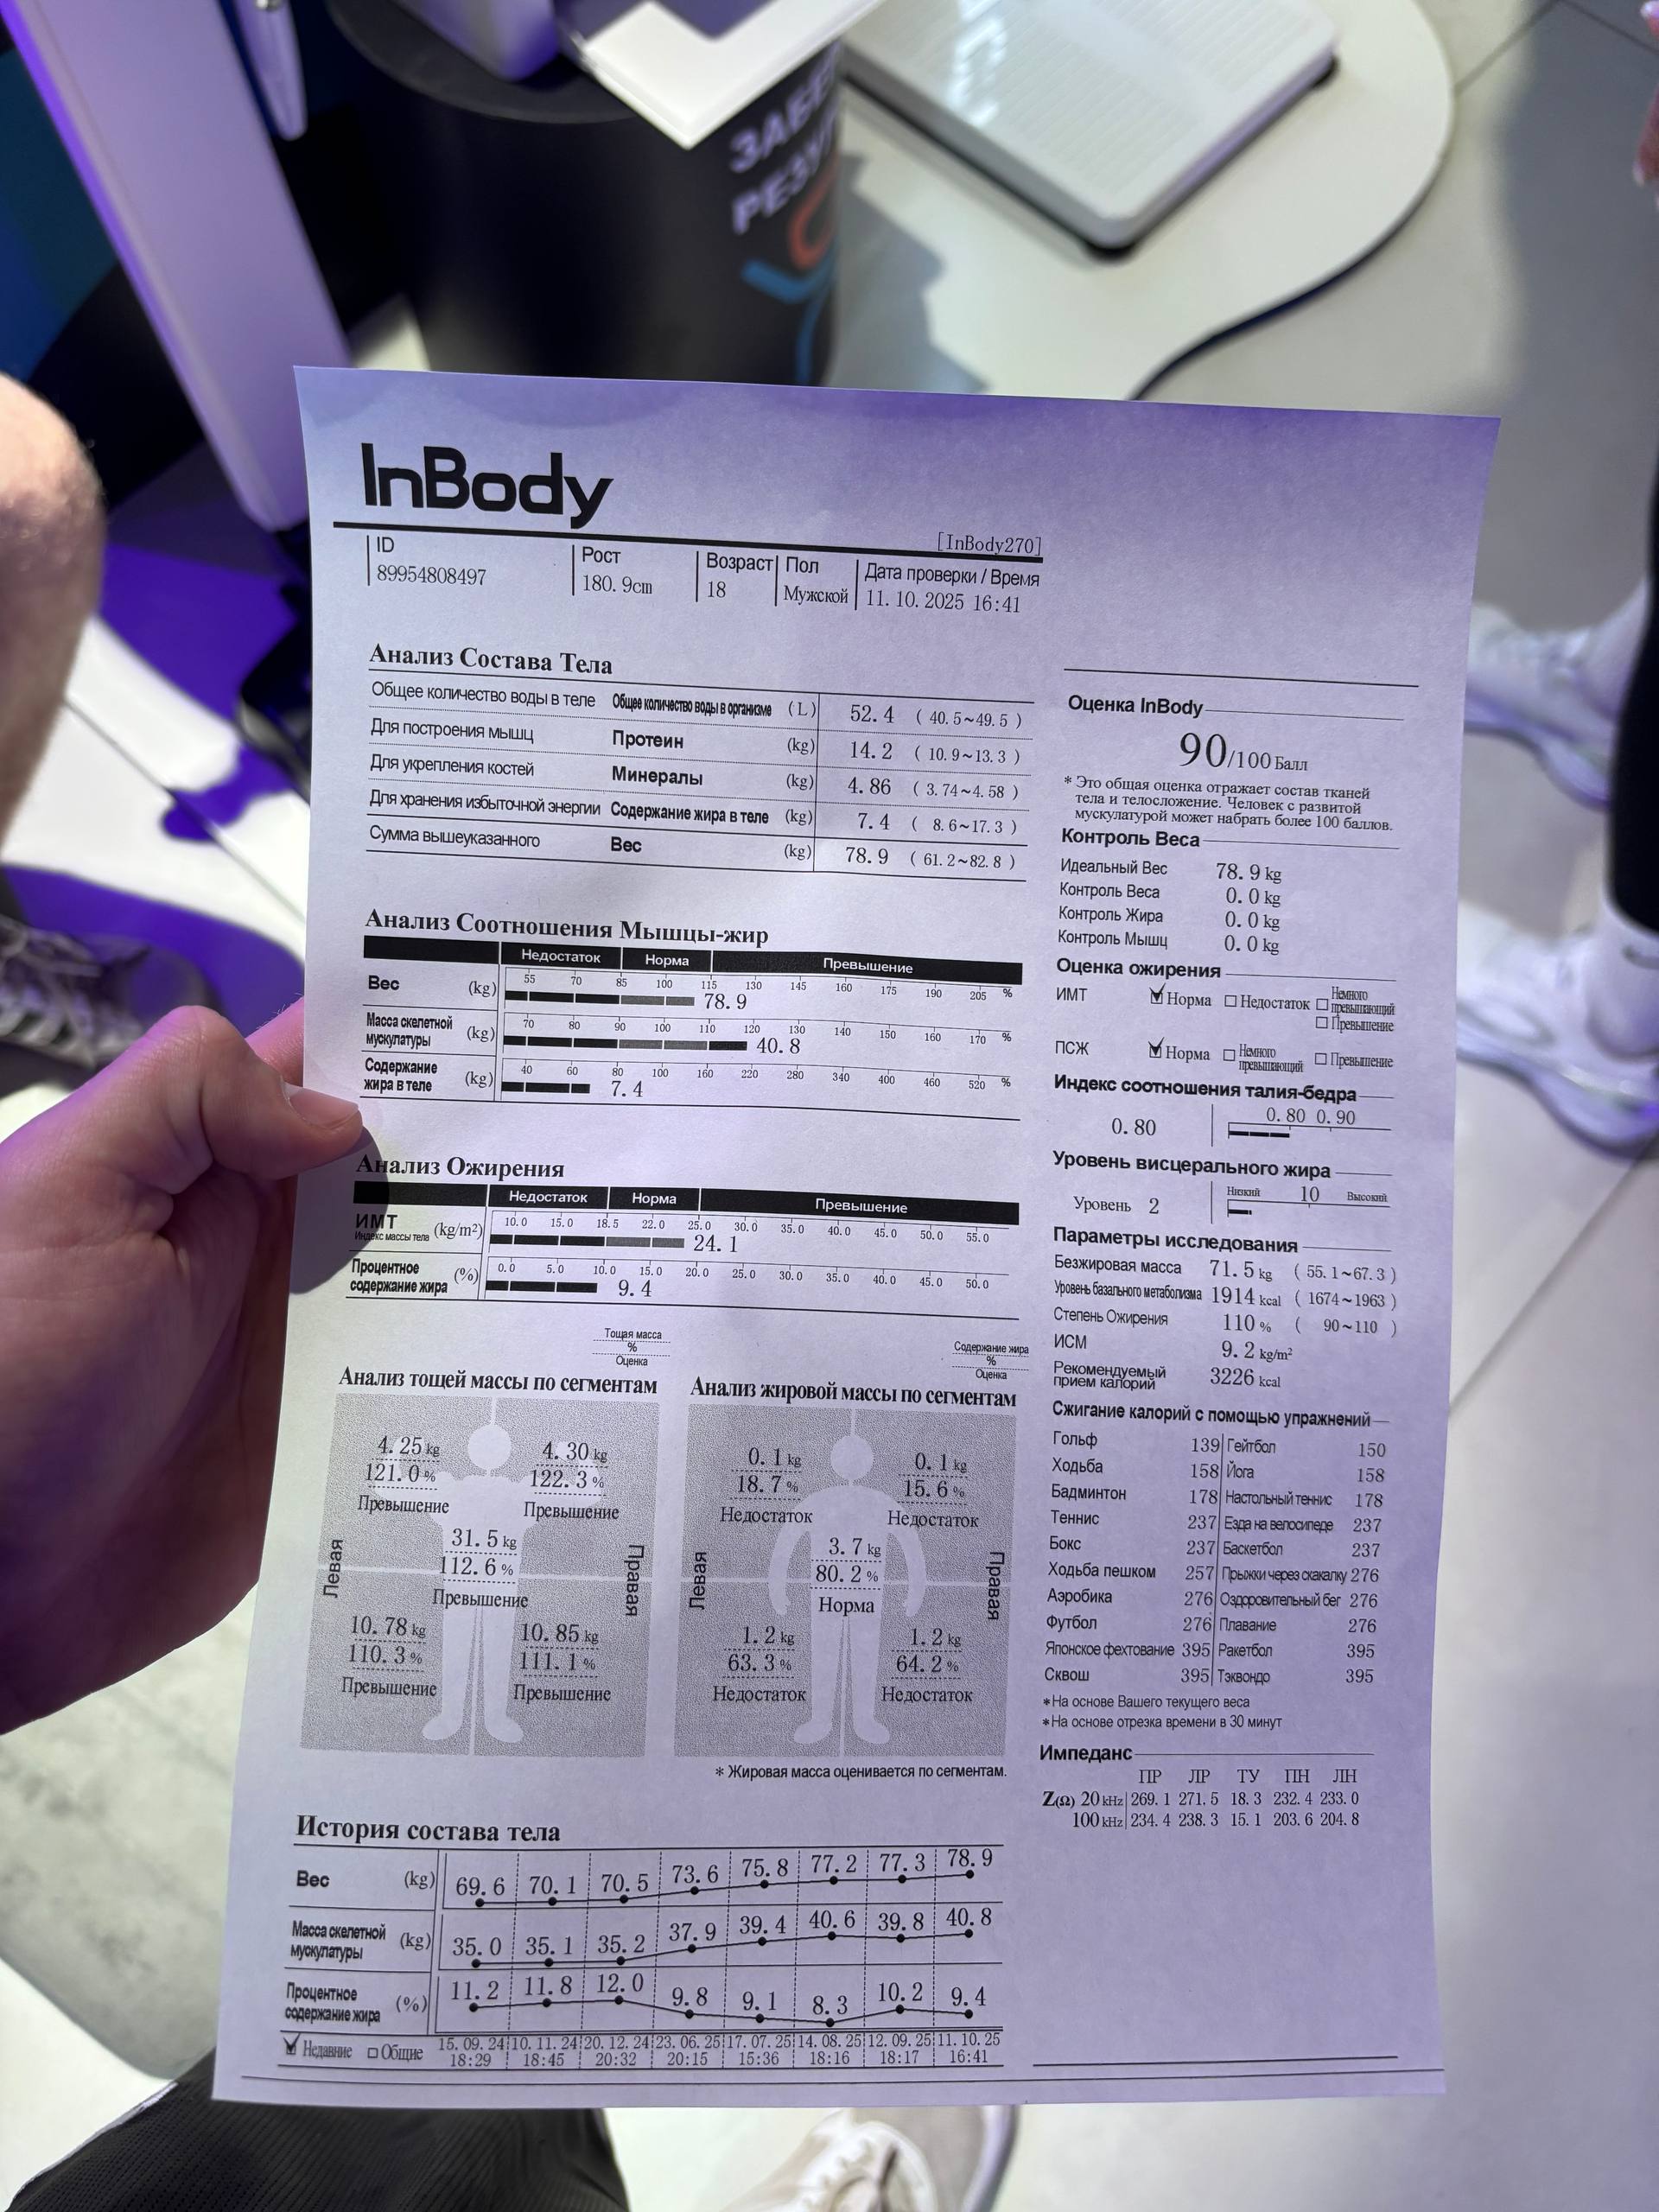 ЗАБЕ
РЕЗУЛ
InBody
[InBody270]
ID
89954808497
Рост
180.9cm
Возраст
18
Пол
Мужской
Дата проверки / Время
11.10.2025 16:41
Анализ Состава Тела
Общее количество воды в теле Общее количество воды в организме (L) 52.4 ( 40.5~49.5 )
Для построения мышц Протеин (kg) 14.2 ( 10.9~13.3 )
Для укрепления костей Минералы (kg) 4.86 ( 3.74~4.58 )
Для хранения избыточной энергии Содержание жира в теле (kg) 7.4 ( 8.6~17.3 )
Сумма вышеуказанного Вес (kg) 78.9 ( 61.2~82.8 )
Анализ Соотношения Мышцы-жир
Недостаток Норма Превышение
Вес (kg) 55 70 85 100 115 130 145 160 175 190 205 %
78.9
Масса скелетной мускулатуры (kg) 70 80 90 100 110 120 130 140 150 160 170 %
40.8
Содержание жира в теле (kg) 40 60 80 100 160 220 280 340 400 460 520 %
7.4
Анализ Ожирения
Недостаток Норма Превышение
ИМТ (kg/m²) 10.0 15.0 18.5 22.0 25.0 30.0 35.0 40.0 45.0 50.0 55.0
Индекс массы тела
24.1
Процентное содержание жира (%) 0.0 5.0 10.0 15.0 20.0 25.0 30.0 35.0 40.0 45.0 50.0
9.4
Тощая масса
%
Оценка
Анализ тощей массы по сегментам
4.25 kg 4.30 kg
121.0 % 122.3 %
Превышение Превышение
31.5 kg
112.6 %
Превышение
Левая Правая
10.78 kg 10.85 kg
110.3 % 111.1 %
Превышение Превышение
Содержание жира
%
Оценка
Анализ жировой массы по сегментам
0.1 kg 0.1 kg
18.7 % 15.6 %
Недостаток Недостаток
3.7 kg
80.2 %
Норма
Левая Правая
1.2 kg 1.2 kg
63.3 % 64.2 %
Недостаток Недостаток
* Жировая масса оценивается по сегментам.
История состава тела
Вес (kg) 69.6 70.1 70.5 73.6 75.8 77.2 77.3 78.9
Масса скелетной мускулатуры (kg) 35.0 35.1 35.2 37.9 39.4 40.6 39.8 40.8
Процентное содержание жира (%) 11.2 11.8 12.0 9.8 9.1 8.3 10.2 9.4
Недавние Общие 15.09.24 10.11.24 20.12.24 23.06.25 17.07.25 14.08.25 12.09.25 11.10.25
18:29 18:45 20:32 20:15 15:36 18:16 18:17 16:41
Оценка InBody
90/100 Балл
* Это общая оценка отражает состав тканей
тела и телосложение. Человек с развитой
мускулатурой может набрать более 100 баллов.
Контроль Веса
Идеальный Вес 78.9 kg
Контроль Веса 0.0 kg
Контроль Жира 0.0 kg
Контроль Мышц 0.0 kg
Оценка ожирения
ИМТ Норма Недостаток Немного превышающий
Превышение
ПСЖ Норма Немного превышающий Превышение
Индекс соотношения талия-бедра
0.80 0.80 0.90
Уровень висцерального жира
Уровень 2 Низкий 10 Высокий
Параметры исследования
Безжировая масса 71.5 kg ( 55.1~67.3 )
Уровень базального метаболизма 1914 kcal ( 1674~1963 )
Степень Ожирения 110 % ( 90~110 )
ИСМ 9.2 kg/m²
Рекомендуемый прием калорий 3226 kcal
Сжигание калорий с помощью упражнений
Гольф 139 Гейтбол 150
Ходьба 158 Йога 158
Бадминтон 178 Настольный теннис 178
Теннис 237 Езда на велосипеде 237
Бокс 237 Баскетбол 237
Ходьба пешком 257 Прыжки через скакалку 276
Аэробика 276 Оздоровительный бег 276
Футбол 276 Плавание 276
Японское фехтование 395 Ракетбол 395
Сквош 395 Тэквондо 395
*На основе Вашего текущего веса
*На основе отрезка времени в 30 минут
Импеданс
ПР ЛР ТУ ПН ЛН
Z(Ω) 20 kHz 269.1 271.5 18.3 232.4 233.0
100 kHz 234.4 238.3 15.1 203.6 204.8